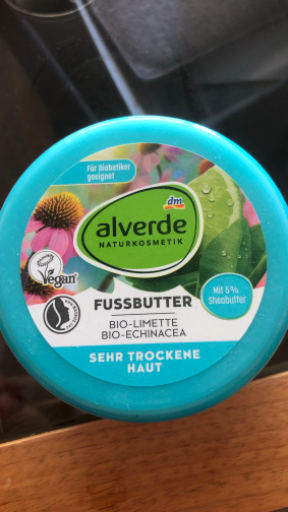 Für Diabetiker
geeignet
dm
alverde
NATURKOSMETIK
Vegan
Mit 5%
Sheabutter
FUSSBUTTER
BIO-LIMETTE
BIO-ECHINACEA
SEHR TROCKENE
HAUT